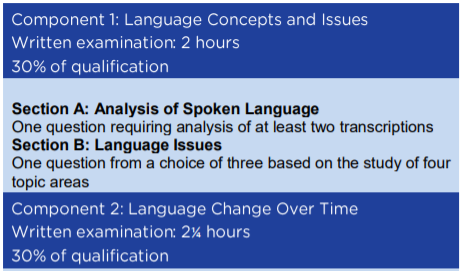 Component 1: Language Concepts and Issues
Written examination: 2 hours
30% of qualification
Section A: Analysis of Spoken Language
One question requiring analysis of at least two transcriptions
Section B: Language Issues
One question from a choice of three based on the study of four
topic areas
Component 2: Language Change Over Time
Written examination: 2¼ hours
30% of qualification